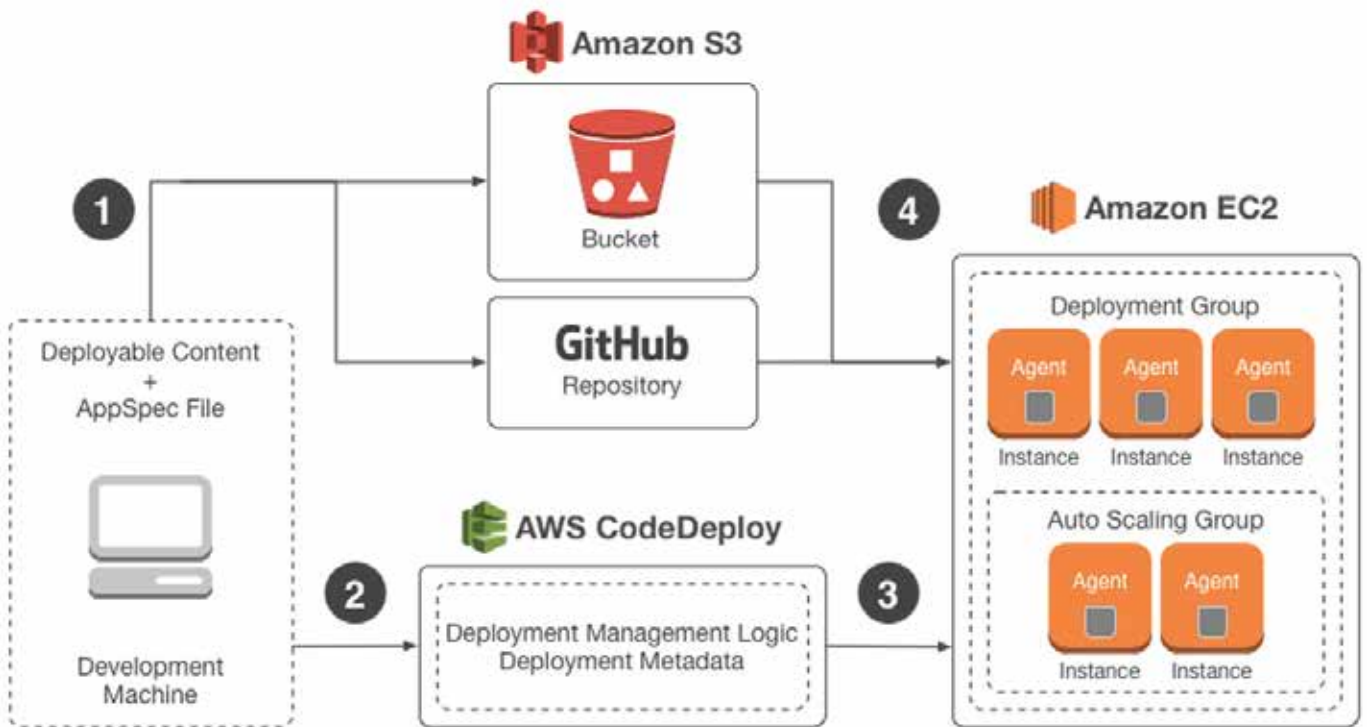 Amazon S3
Bucket
1
4
Amazon EC2
GitHub
Repository
Deployable Content
+
AppSpec File
Development
Machine
2
AWS CodeDeploy
Deployment Management Logic
Deployment Metadata
3
Deployment Group
Agent Agent Agent
Instance Instance Instance
Auto Scaling Group
Agent Agent
Instance Instance